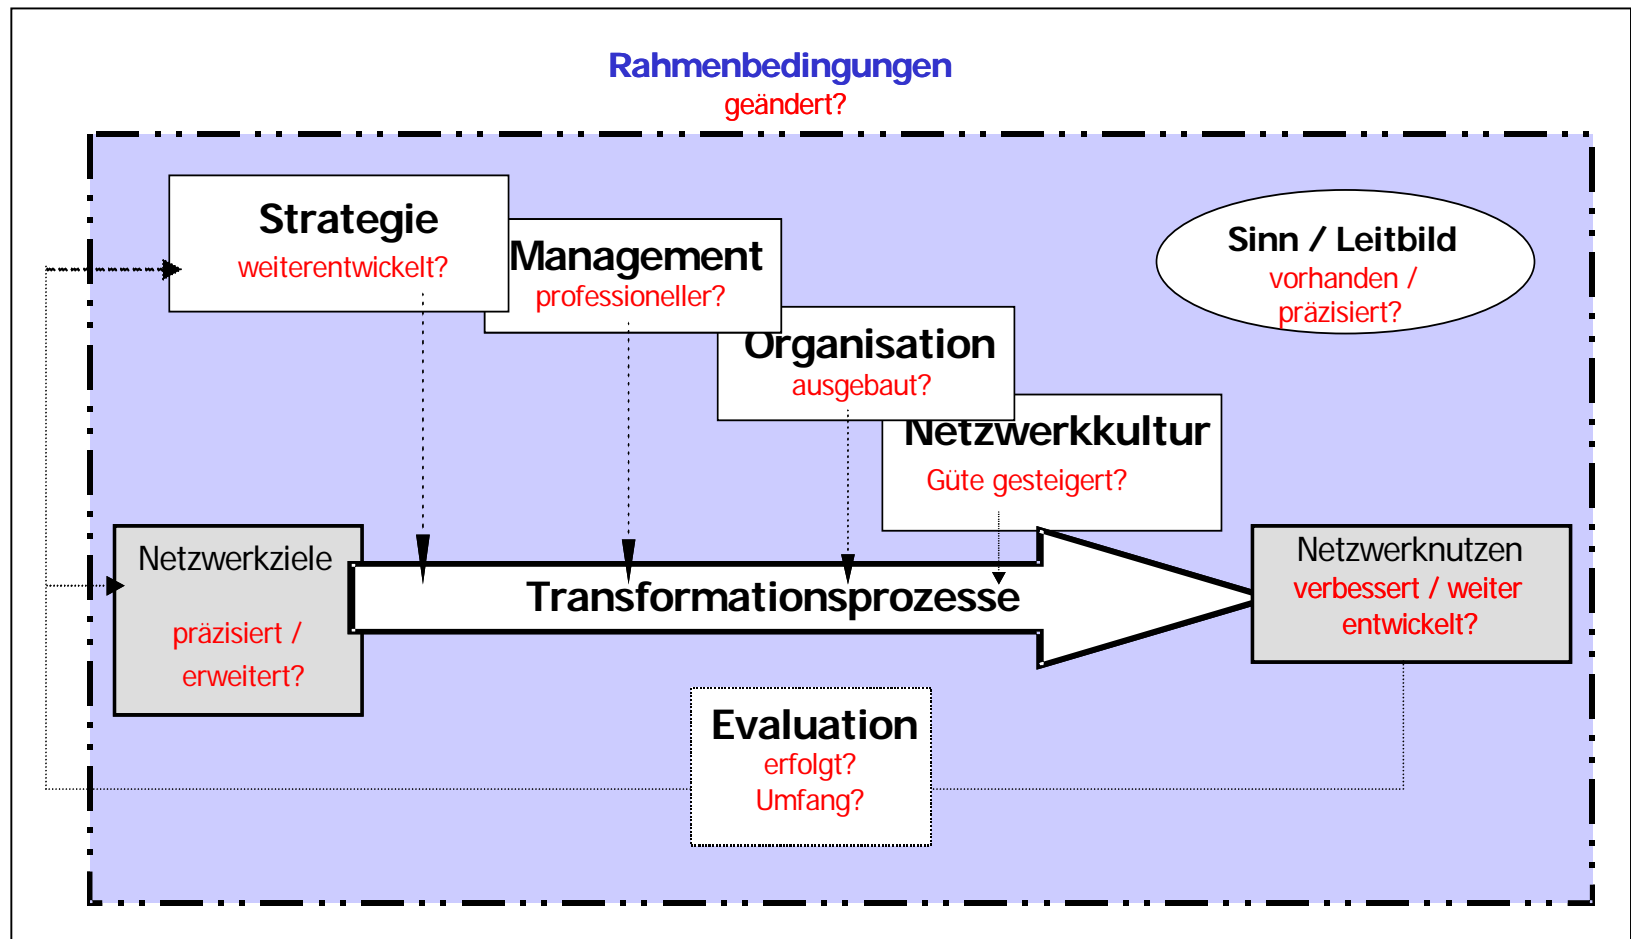 Rahmenbedingungen
geändert?
Strategie
weiterentwickelt?
Management
professioneller?
Sinn / Leitbild
vorhanden /
präzisiert?
Organisation
ausgebaut?
Netzwerkkultur
Güte gesteigert?
Netzwerkziele
präzisiert /
erweitert?
Transformationsprozesse
Netzwerknutzen
verbessert / weiter
entwickelt?
Evaluation
erfolgt?
Umfang?